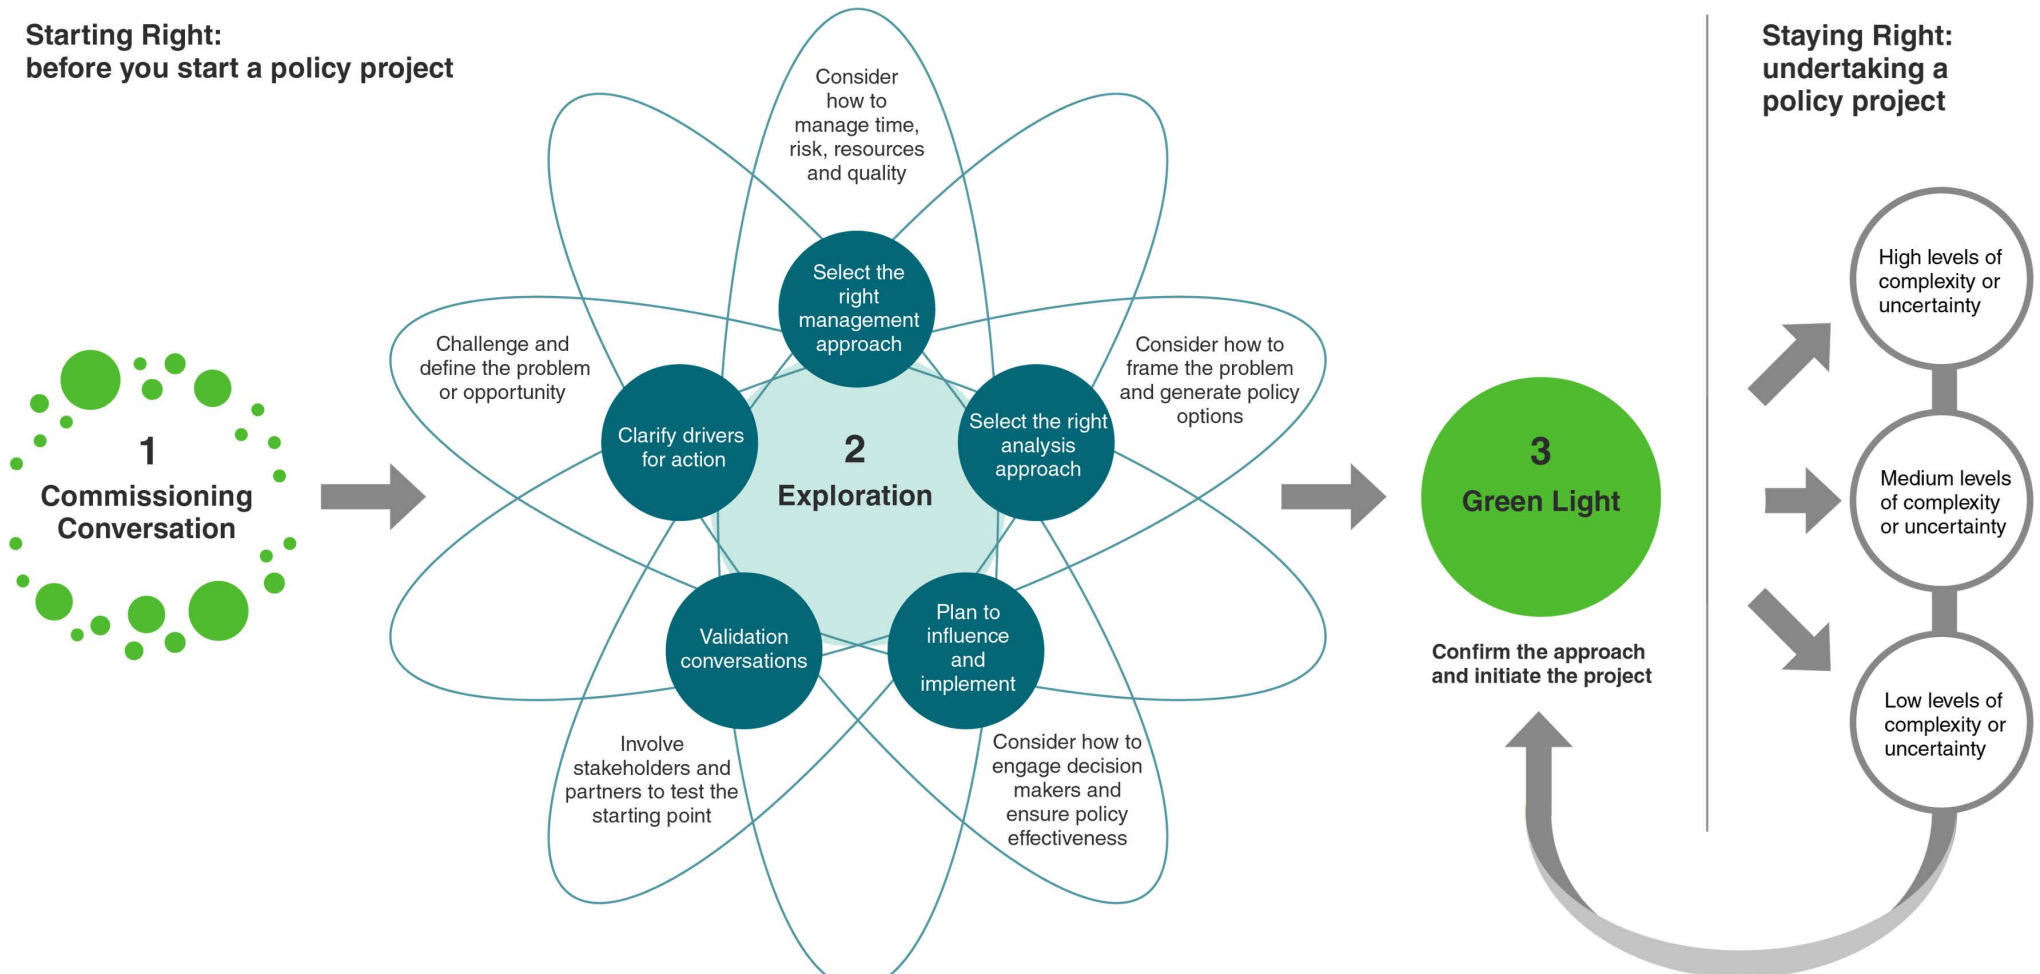 Starting Right:
before you start a policy project
1
Commissioning
Conversation
2
Exploration
Consider
how to
manage time,
risk, resources
and quality
Select the
right
management
approach
Challenge and
define the problem
or opportunity
Clarify drivers
for action
Consider how to
frame the problem
and generate policy
options
Select the right
analysis
approach
Validation
conversations
Involve
stakeholders and
partners to test the
starting point
Plan to
influence
and
implement
Consider how to
engage decision
makers and
ensure policy
effectiveness
3
Green Light
Confirm the approach
and initiate the project
Staying Right:
undertaking a
policy project
High levels of
complexity or
uncertainty
Medium levels
of complexity
or uncertainty
Low levels of
complexity or
uncertainty